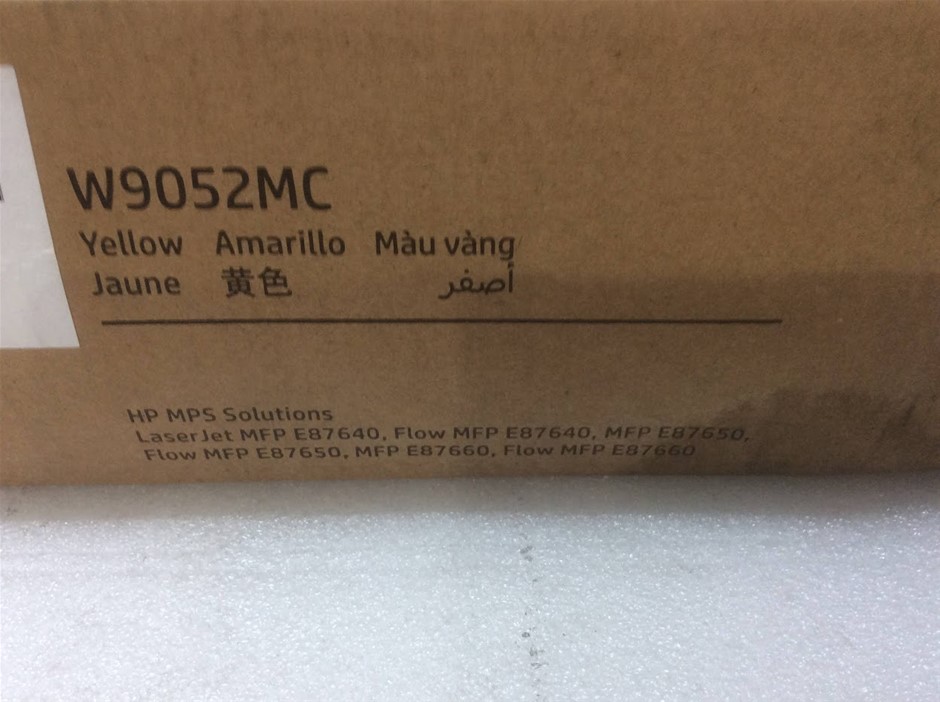 W9052MC
Yellow Amarillo Màu vàng
Jaune 黄色 أصفر
HP MPS Solutions
LaserJet MFP E87640, Flow MFP E87640, MFP E87650,
Flow MFP E87650, MFP E87660, Flow MFP E87660